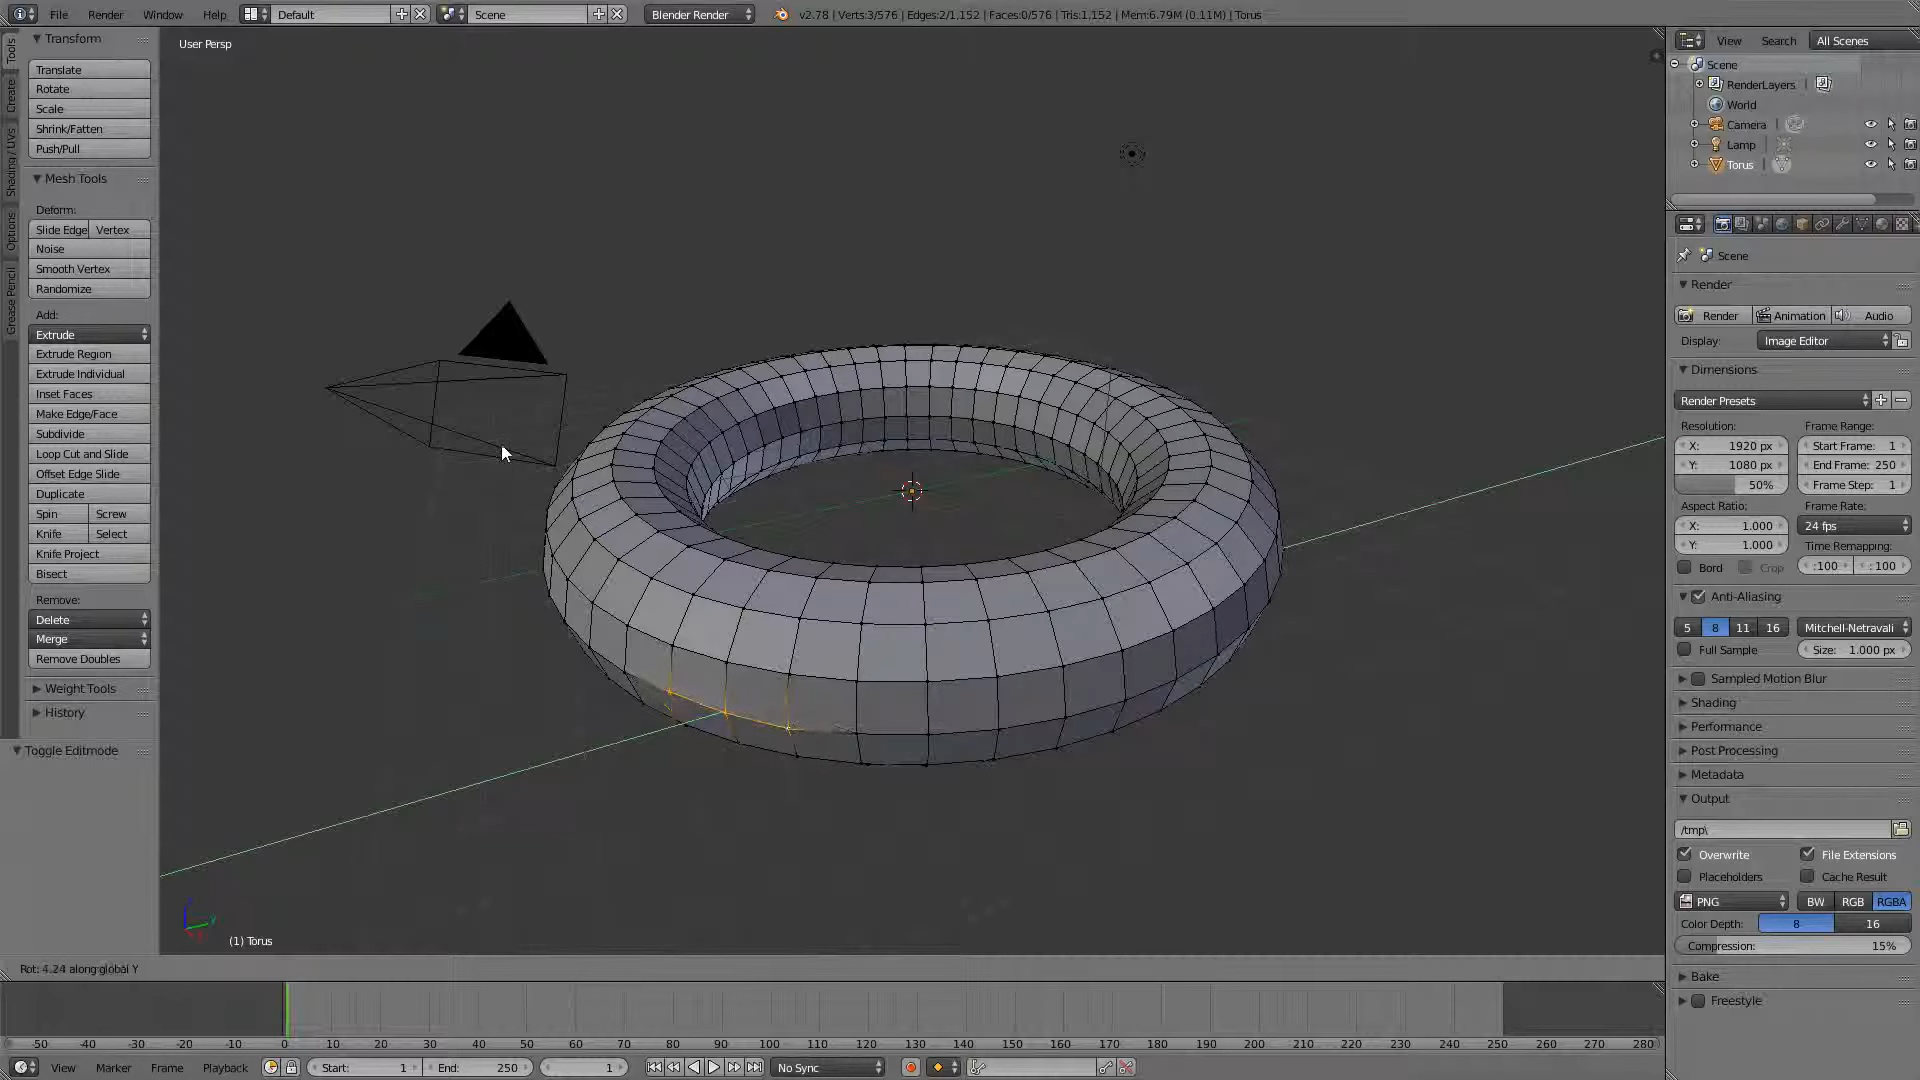 File Render Window Help Default Scene Blender Render v2.78 | Verts:3/576 | Edges:2/1,152 | Faces:0/576 | Tris:1,152 | Mem:6.79M (0.11M) | Torus
User Persp
Tools
Create
Shading / UVs
Options
Grease Pencil
Transform
Translate
Rotate
Scale
Shrink/Fatten
Push/Pull
Mesh Tools
Deform:
Slide Edge Vertex
Noise
Smooth Vertex
Randomize
Add:
Extrude
Extrude Region
Extrude Individual
Inset Faces
Make Edge/Face
Subdivide
Loop Cut and Slide
Offset Edge Slide
Duplicate
Spin Screw
Knife Select
Knife Project
Bisect
Remove:
Delete
Merge
Remove Doubles
Weight Tools
History
Toggle Editmode
(1) Torus
Rot: 4.24 along global Y
View Search All Scenes
Scene
RenderLayers |
World
Camera |
Lamp |
Torus |
Scene
Render
Render Animation Audio
Display: Image Editor
Dimensions
Render Presets
Resolution: Frame Range:
X: 1920 px Start Frame: 1
Y: 1080 px End Frame: 250
50% Frame Step: 1
Aspect Ratio: Frame Rate:
X: 1.000 24 fps
Y: 1.000 Time Remapping:
Bord Crop :100 :100
Anti-Aliasing
5 8 11 16 Mitchell-Netravali
Full Sample Size: 1.000 px
Sampled Motion Blur
Shading
Performance
Post Processing
Metadata
Output
/tmp\
Overwrite File Extensions
Placeholders Cache Result
PNG BW RGB RGBA
Color Depth: 8 16
Compression: 15%
Bake
Freestyle
-50 -40 -30 -20 -10 0 10 20 30 40 50 60 70 80 90 100 110 120 130 140 150 160 170 180 190 200 210 220 230 240 250 260 270 280
View Marker Frame Playback Start: 1 End: 250 1 No Sync